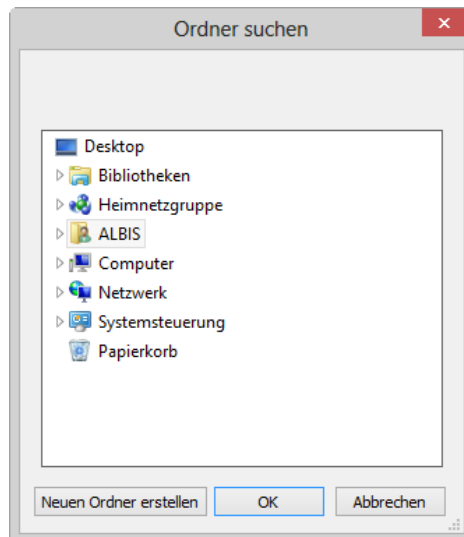 Ordner suchen
Desktop
Bibliotheken
Heimnetzgruppe
ALBIS
Computer
Netzwerk
Systemsteuerung
Papierkorb
Neuen Ordner erstellen OK Abbrechen